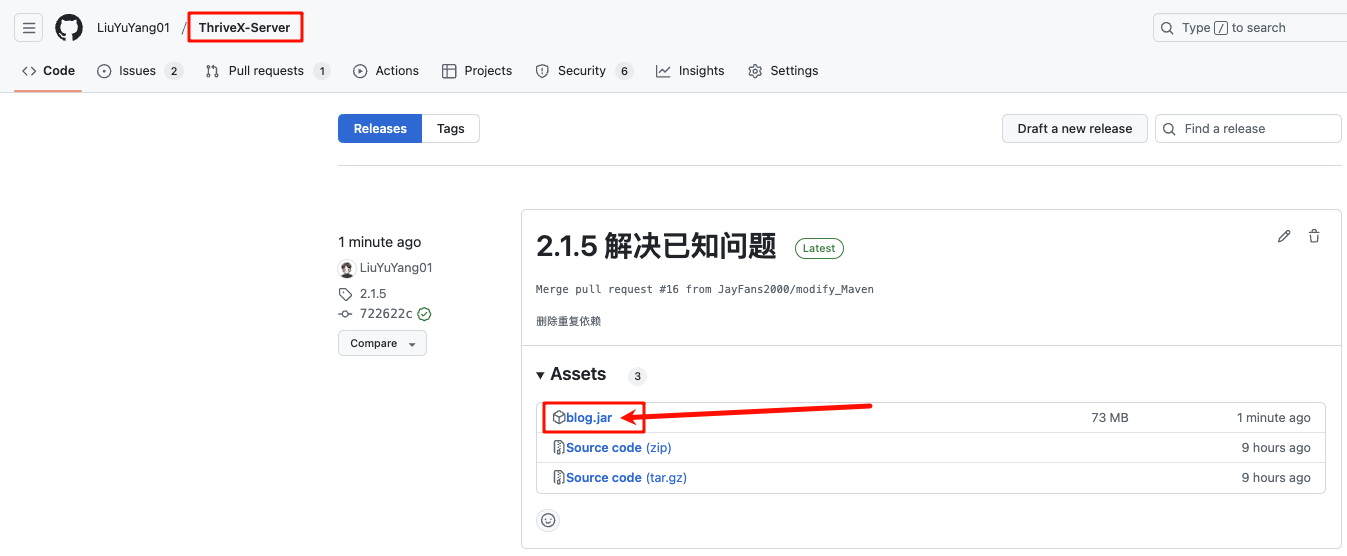 LiuYuYang01 / ThriveX-Server
Type / to search
Code
Issues 2
Pull requests 1
Actions
Projects
Security 6
Insights
Settings
Releases
Tags
Draft a new release
Find a release
1 minute ago
LiuYuYang01
2.1.5
722622c
Compare
2.1.5 解决已知问题 Latest
Merge pull request #16 from JayFans2000/modify_Maven
删除重复依赖
Assets 3
blog.jar 73 MB 1 minute ago
Source code (zip) 9 hours ago
Source code (tar.gz) 9 hours ago